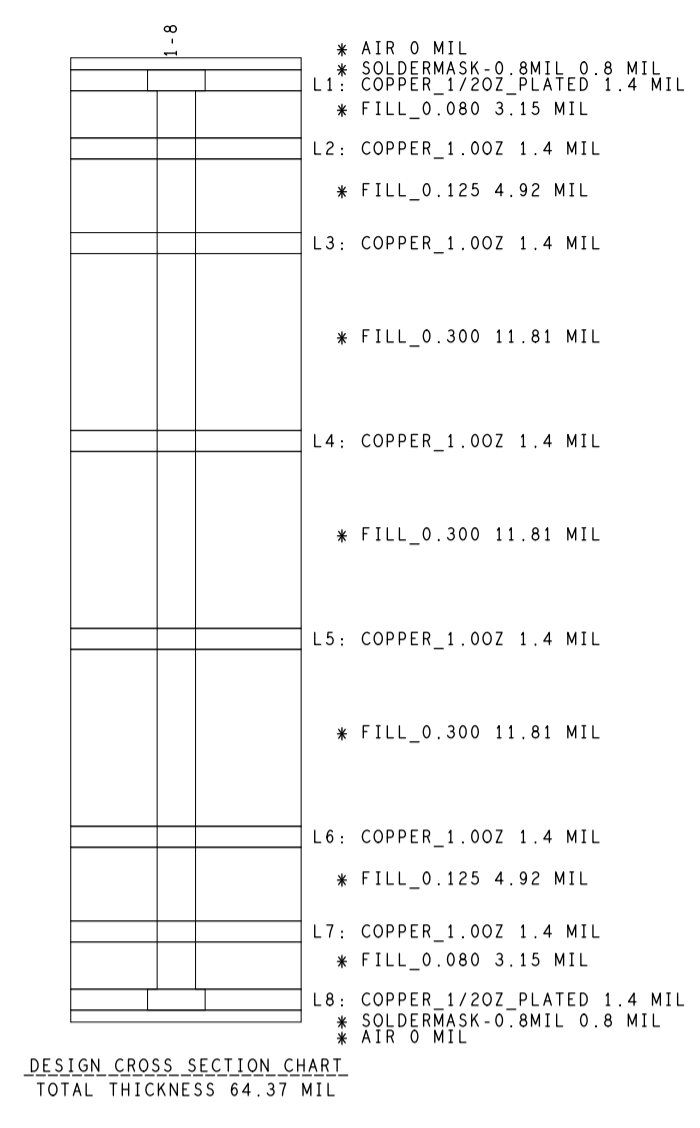 1-8
* AIR 0 MIL
* SOLDERMASK-0.8MIL 0.8 MIL
L1: COPPER_1/2OZ_PLATED 1.4 MIL
* FILL_0.080 3.15 MIL
L2: COPPER_1.0OZ 1.4 MIL
* FILL_0.125 4.92 MIL
L3: COPPER_1.0OZ 1.4 MIL
* FILL_0.300 11.81 MIL
L4: COPPER_1.0OZ 1.4 MIL
* FILL_0.300 11.81 MIL
L5: COPPER_1.0OZ 1.4 MIL
* FILL_0.300 11.81 MIL
L6: COPPER_1.0OZ 1.4 MIL
* FILL_0.125 4.92 MIL
L7: COPPER_1.0OZ 1.4 MIL
* FILL_0.080 3.15 MIL
L8: COPPER_1/2OZ_PLATED 1.4 MIL
* SOLDERMASK-0.8MIL 0.8 MIL
* AIR 0 MIL
DESIGN CROSS SECTION CHART
TOTAL THICKNESS 64.37 MIL